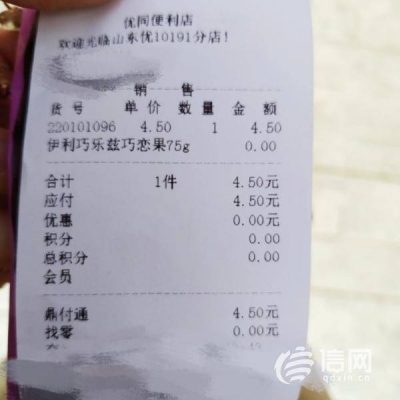 优同便利店
欢迎光临山东优10191分店！
销 售
货号 单价 数量 金额
220101096 4.50 1 4.50
伊利巧乐兹巧恋果75g 0.00
合计 1件 4.50元
应付 4.50元
优惠 0.00元
积分 0.00
总积分 0.00
会员
鼎付通 4.50元
找零 0.00元
信网
qdxin.cn